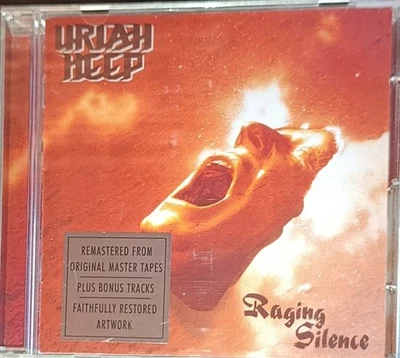 URIAH
HEEP
REMASTERED FROM
ORIGINAL MASTER TAPES
PLUS BONUS TRACKS
FAITHFULLY RESTORED
ARTWORK
Raging
Silence